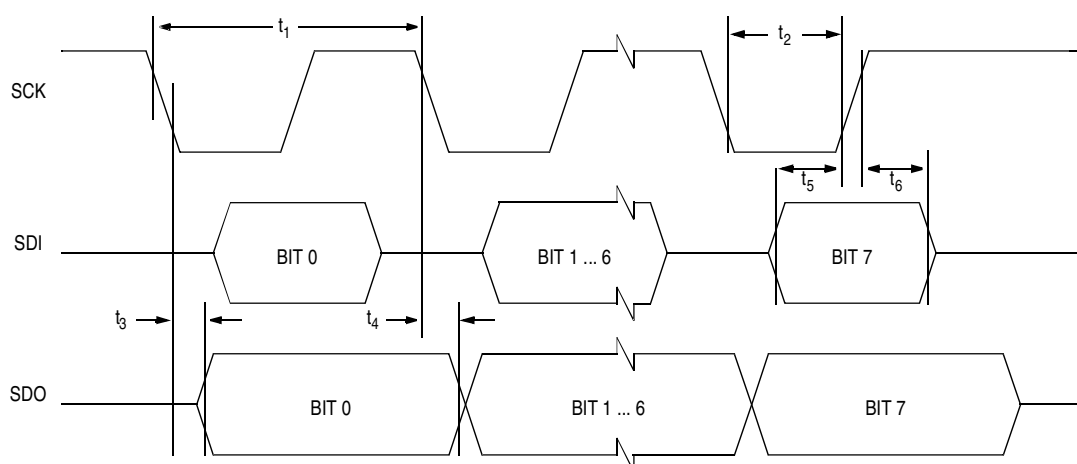 t1
t2
SCK
t5
t6
SDI
BIT 0
BIT 1 ... 6
BIT 7
t3
t4
SDO
BIT 0
BIT 1 ... 6
BIT 7